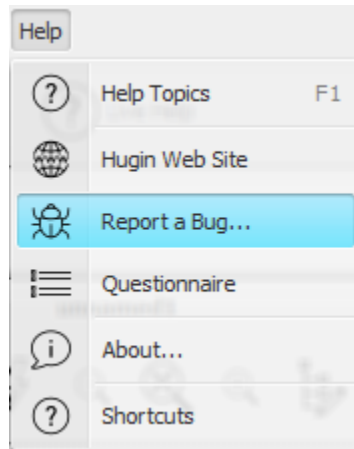 Help
Help Topics F1
Hugin Web Site
Report a Bug...
Questionnaire
About...
Shortcuts